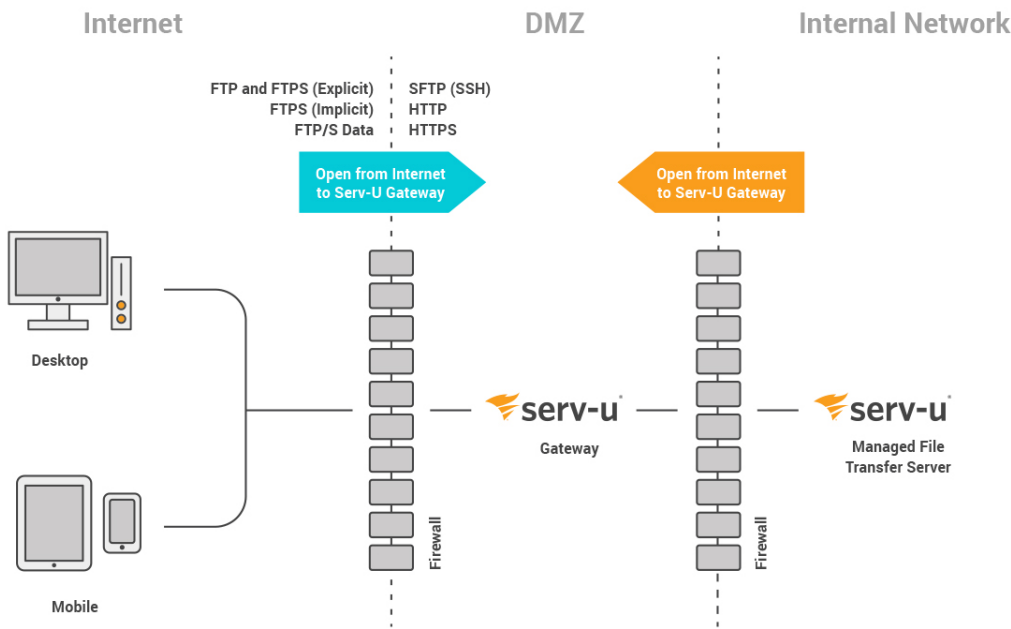 Internet
DMZ
Internal Network
FTP and FTPS (Explicit)
FTPS (Implicit)
FTP/S Data
SFTP (SSH)
HTTP
HTTPS
Open from Internet
to Serv-U Gateway
Open from Internet
to Serv-U Gateway
Desktop
serv-u
Gateway
serv-u
Managed File
Transfer Server
Firewall
Firewall
Mobile